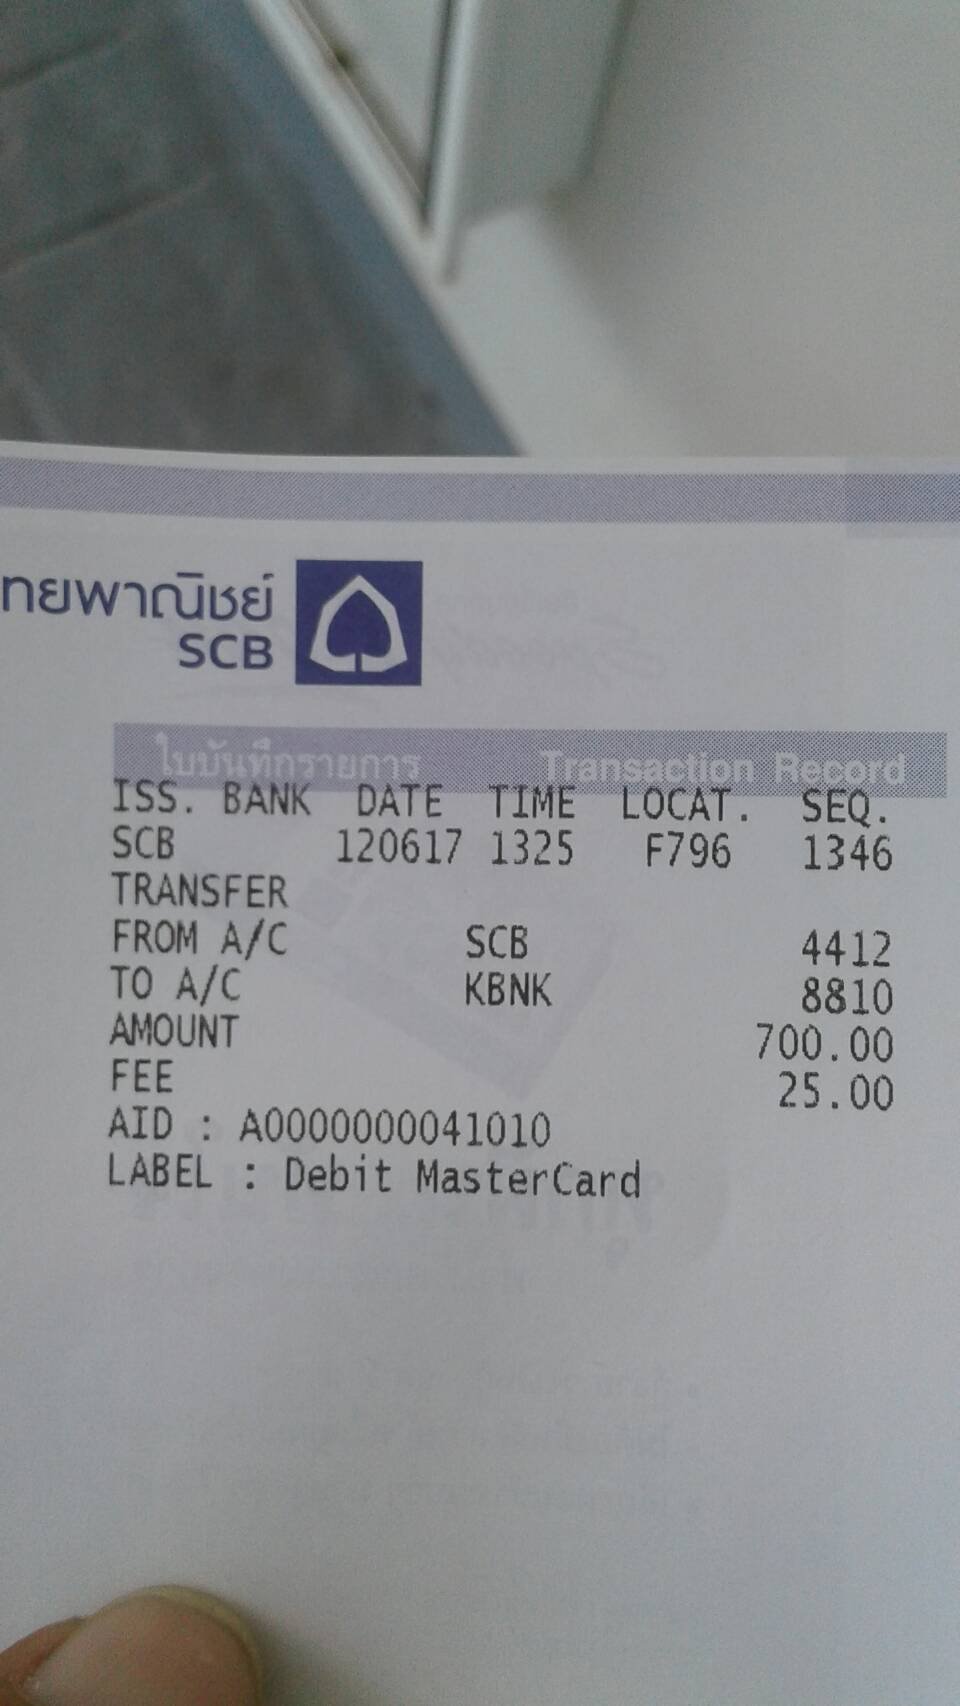 ทยพาณิชย์
SCB
ใบบันทึกรายการ Transaction Record
ISS. BANK DATE TIME LOCAT. SEQ.
SCB 120617 1325 F796 1346
TRANSFER
FROM A/C SCB 4412
TO A/C KBNK 8810
AMOUNT 700.00
FEE 25.00
AID : A0000000041010
LABEL : Debit MasterCard